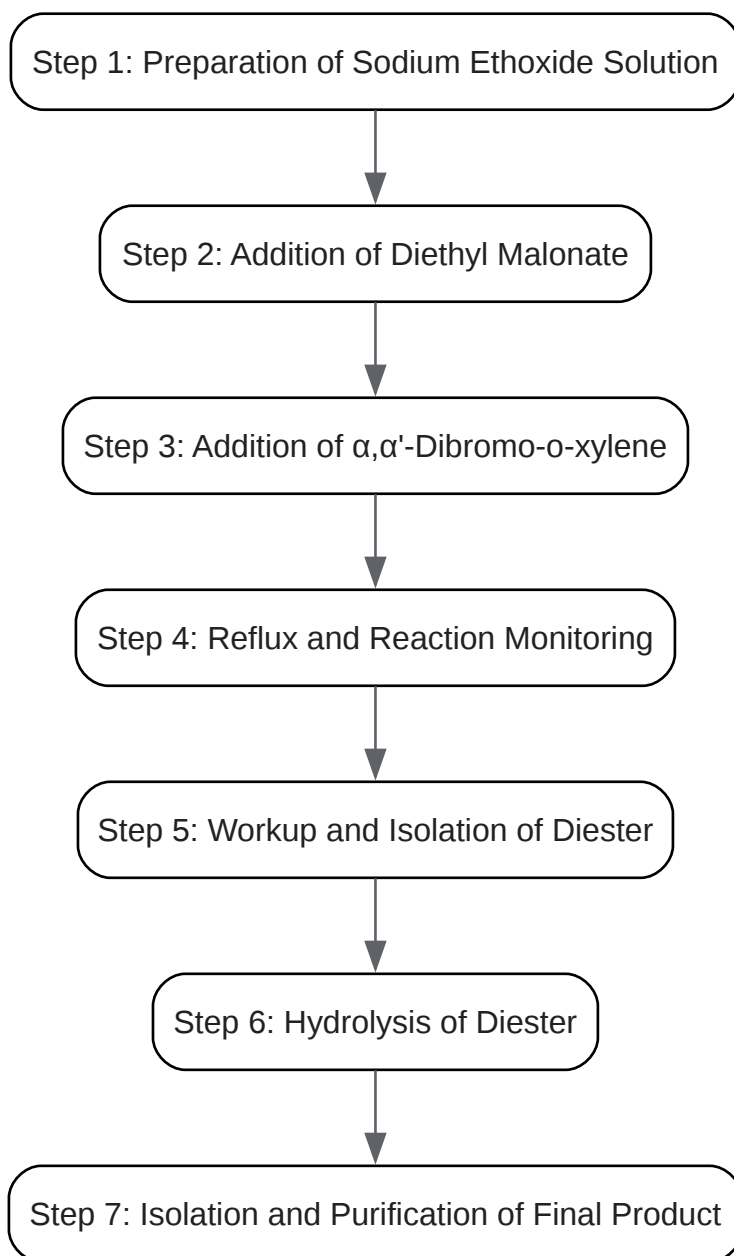 Step 1: Preparation of Sodium Ethoxide Solution
Step 2: Addition of Diethyl Malonate
Step 3: Addition of α,α'-Dibromo-o-xylene
Step 4: Reflux and Reaction Monitoring
Step 5: Workup and Isolation of Diester
Step 6: Hydrolysis of Diester
Step 7: Isolation and Purification of Final Product